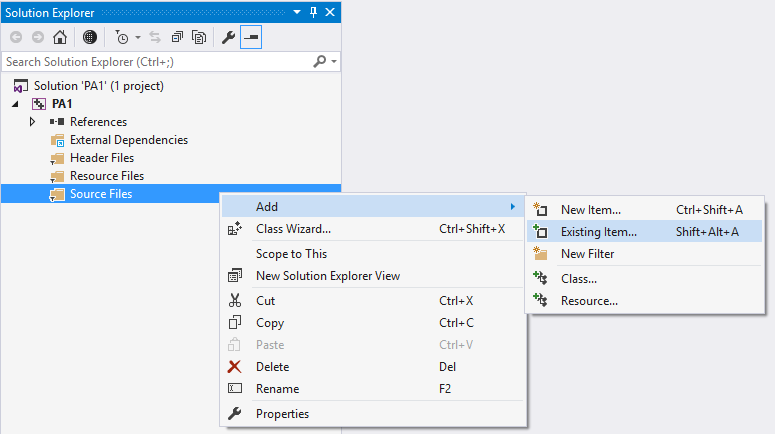 Solution Explorer
Search Solution Explorer (Ctrl+;)
Solution 'PA1' (1 project)
PA1
References
External Dependencies
Header Files
Resource Files
Source Files
Add
Class Wizard... Ctrl+Shift+X
Scope to This
New Solution Explorer View
Cut Ctrl+X
Copy Ctrl+C
Paste Ctrl+V
Delete Del
Rename F2
Properties
New Item... Ctrl+Shift+A
Existing Item... Shift+Alt+A
New Filter
Class...
Resource...